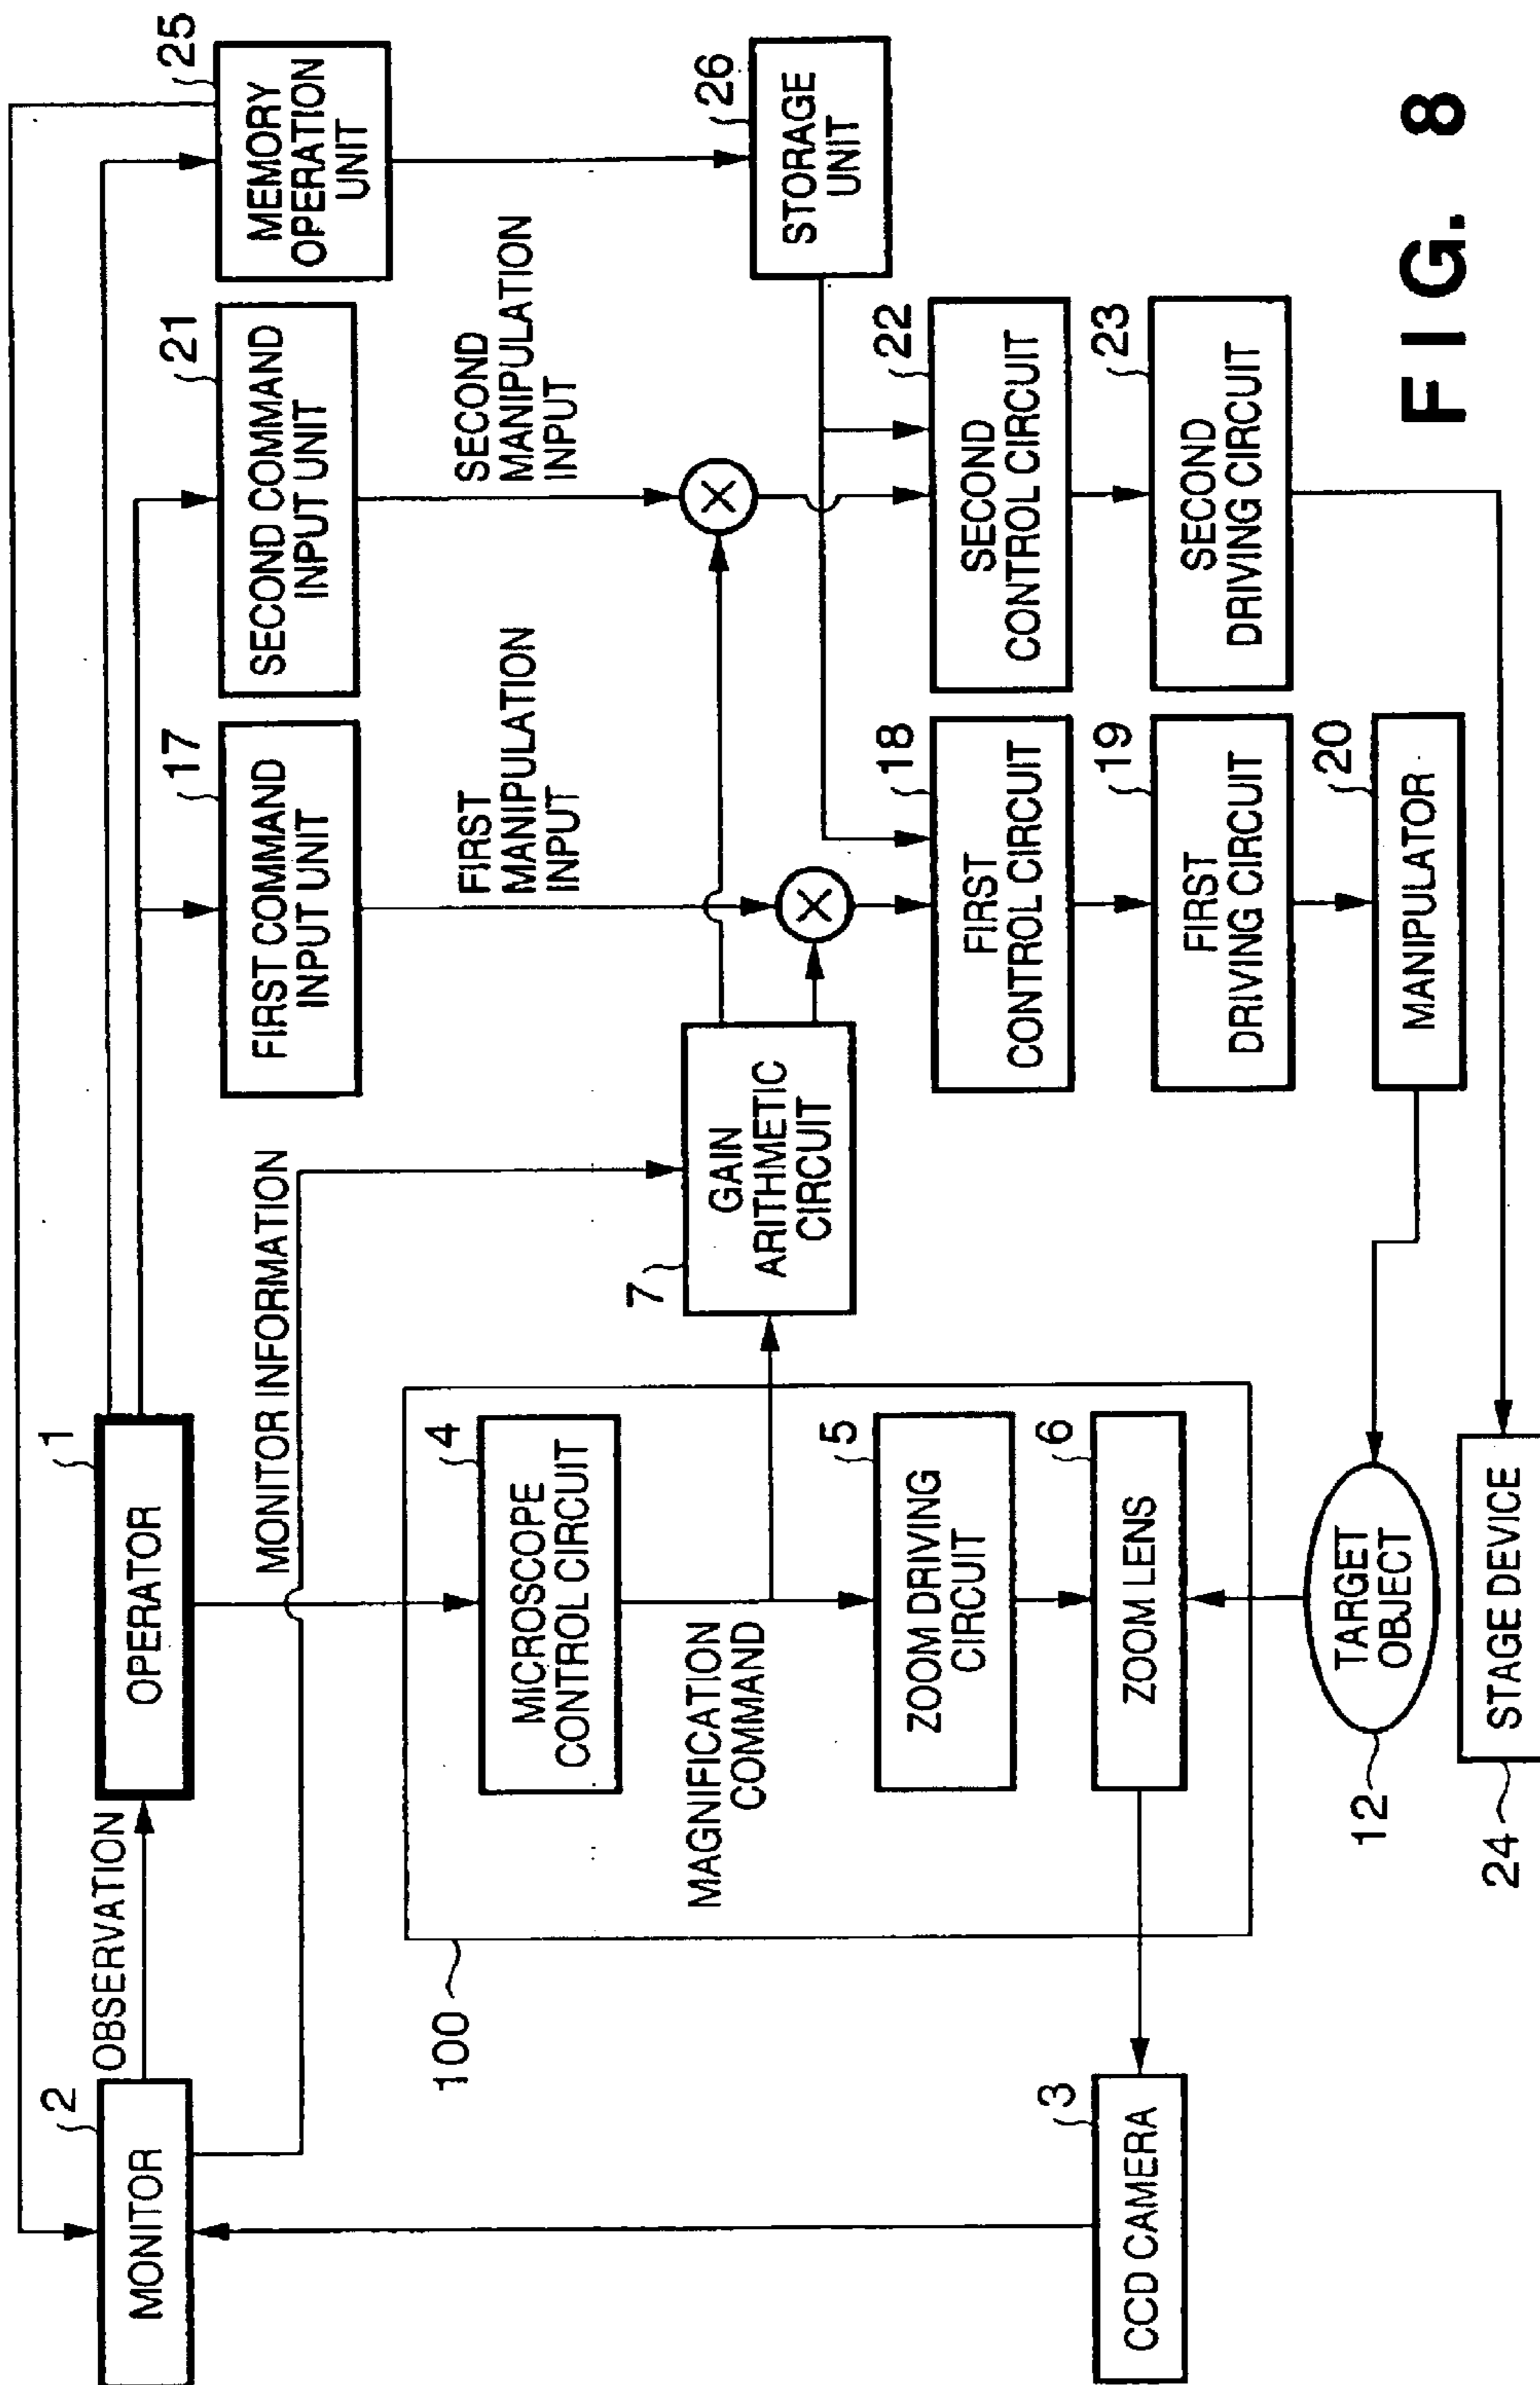 MONITOR
2
OBSERVATION
OPERATOR
1
MONITOR INFORMATION
FIRST COMMAND
INPUT UNIT
17
SECOND COMMAND
INPUT UNIT
21
MEMORY
OPERATION
UNIT
25
100
MICROSCOPE
CONTROL CIRCUIT
4
MAGNIFICATION
COMMAND
FIRST
MANIPULATION
INPUT
SECOND
MANIPULATION
INPUT
7
GAIN
ARITHMETIC
CIRCUIT
×
×
STORAGE
UNIT
26
ZOOM DRIVING
CIRCUIT
5
FIRST
CONTROL CIRCUIT
18
SECOND
CONTROL CIRCUIT
22
CCD CAMERA
3
ZOOM LENS
6
FIRST
DRIVING CIRCUIT
19
SECOND
DRIVING CIRCUIT
23
12
TARGET
OBJECT
MANIPULATOR
20
24
STAGE DEVICE
FIG. 8